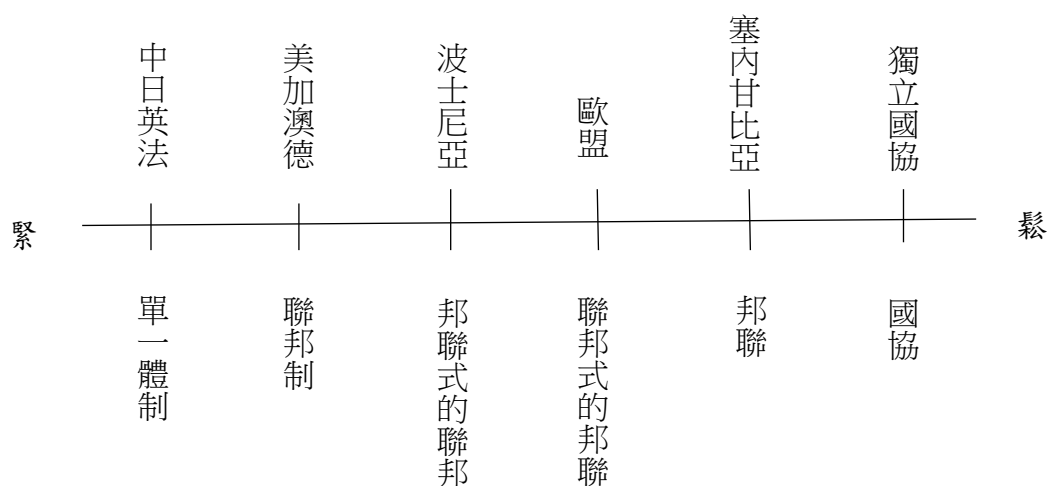 中日英法
美加澳德
波士尼亞
歐盟
塞內甘比亞
獨立國協
緊
鬆
單一體制
聯邦制
邦聯式的聯邦
聯邦式的邦聯
邦聯
國協